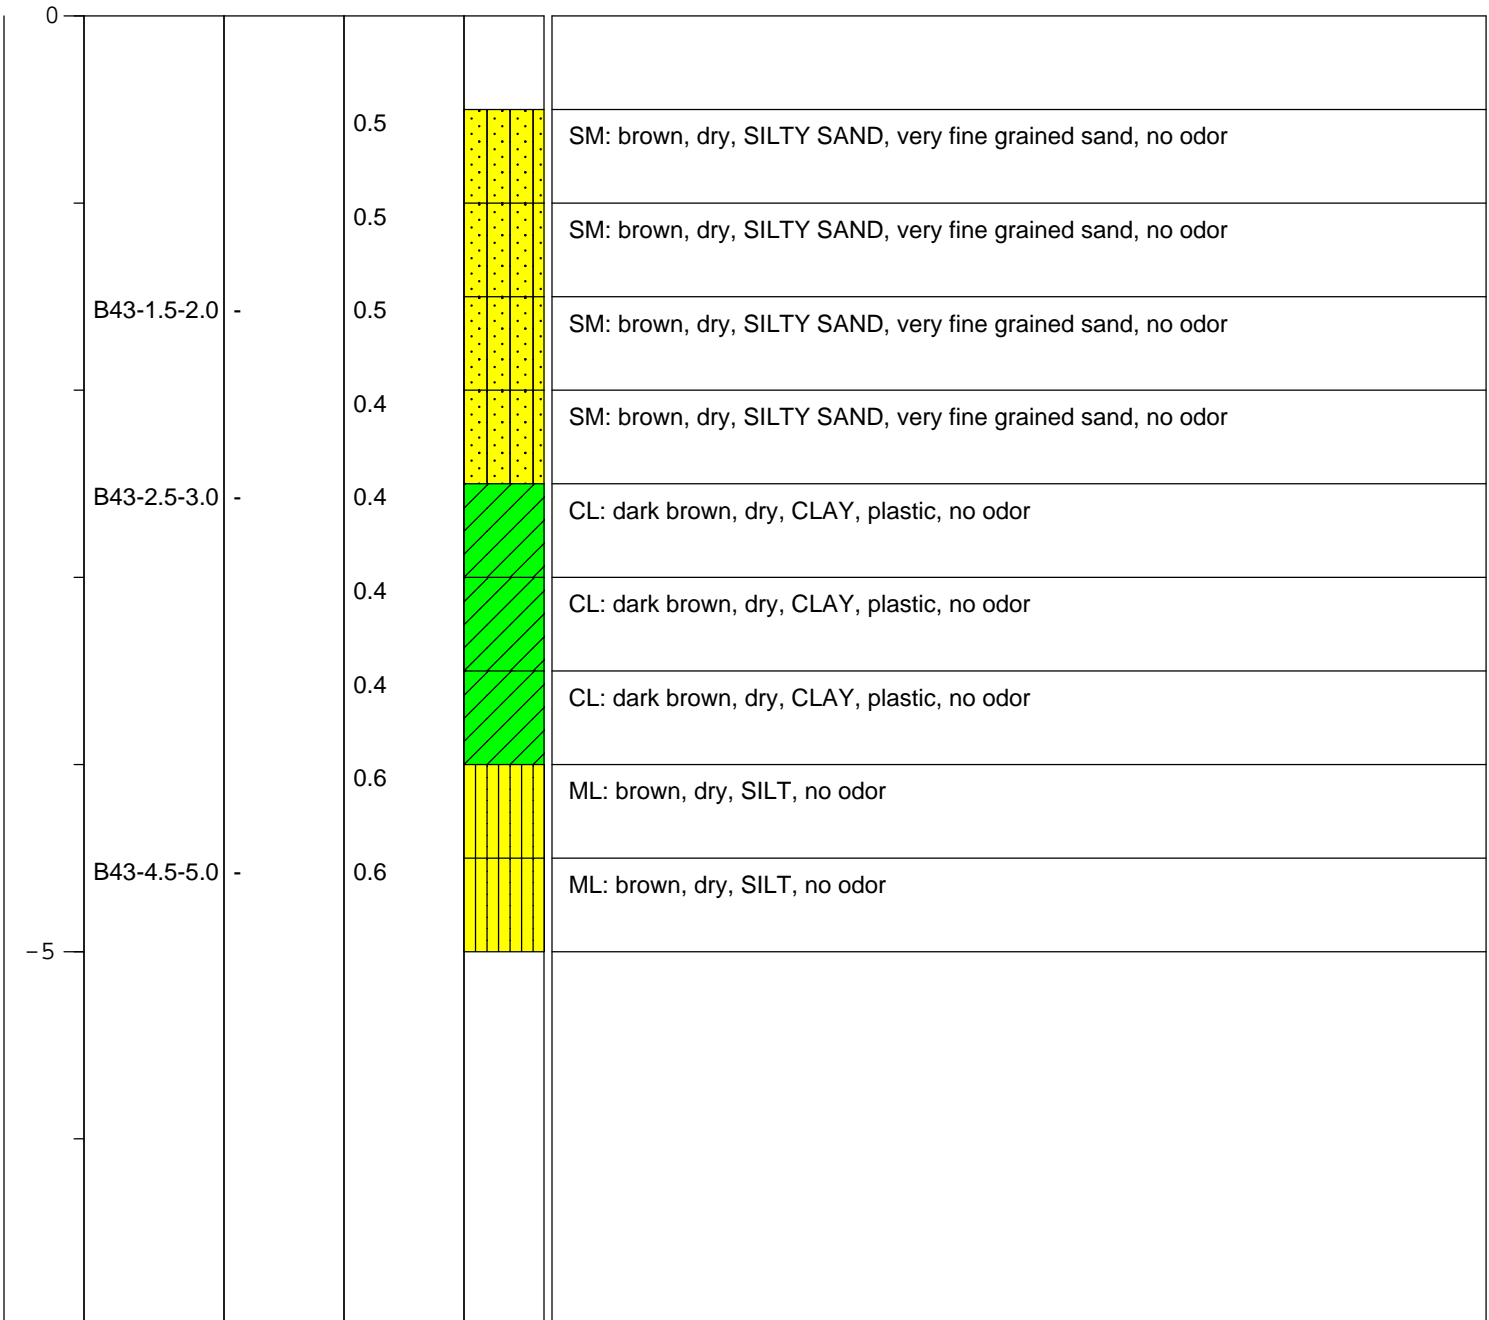 0
0.5 SM: brown, dry, SILTY SAND, very fine grained sand, no odor
0.5 SM: brown, dry, SILTY SAND, very fine grained sand, no odor
B43-1.5-2.0 - 0.5 SM: brown, dry, SILTY SAND, very fine grained sand, no odor
0.4 SM: brown, dry, SILTY SAND, very fine grained sand, no odor
B43-2.5-3.0 - 0.4 CL: dark brown, dry, CLAY, plastic, no odor
0.4 CL: dark brown, dry, CLAY, plastic, no odor
0.4 CL: dark brown, dry, CLAY, plastic, no odor
0.6 ML: brown, dry, SILT, no odor
B43-4.5-5.0 - 0.6 ML: brown, dry, SILT, no odor
-5